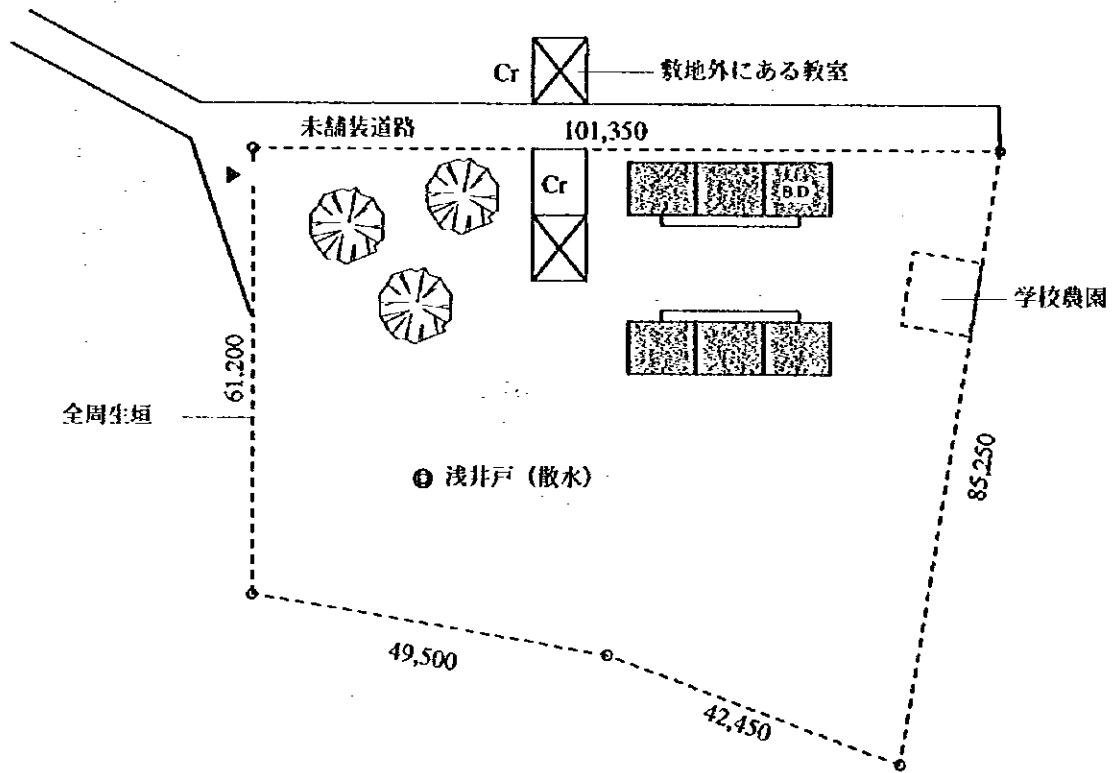 Cr
敷地外にある教室
未舗装道路
101,350
Cr
BD
学校農園
61,200
全周生垣
浅井戸（散水）
85,250
49,500
42,450